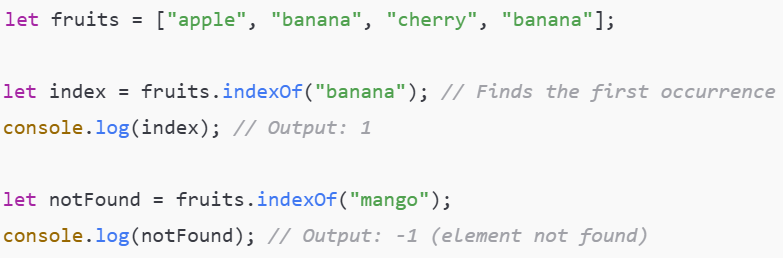 let fruits = ["apple", "banana", "cherry", "banana"];
let index = fruits.indexOf("banana"); // Finds the first occurrence
console.log(index); // Output: 1
let notFound = fruits.indexOf("mango");
console.log(notFound); // Output: -1 (element not found)